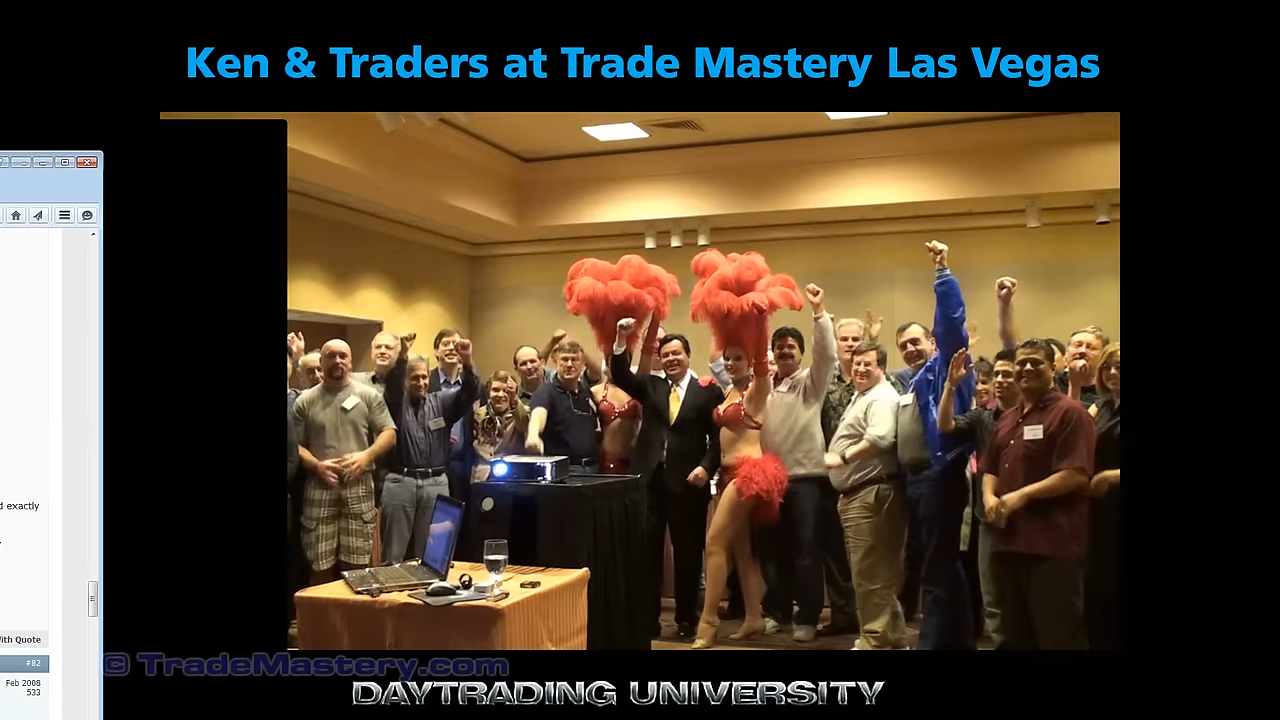 Ken & Traders at Trade Mastery Las Vegas
d exactly
With Quote
#82
Feb 2008
533
© TradeMastery.com
DAYTRADING UNIVERSITY